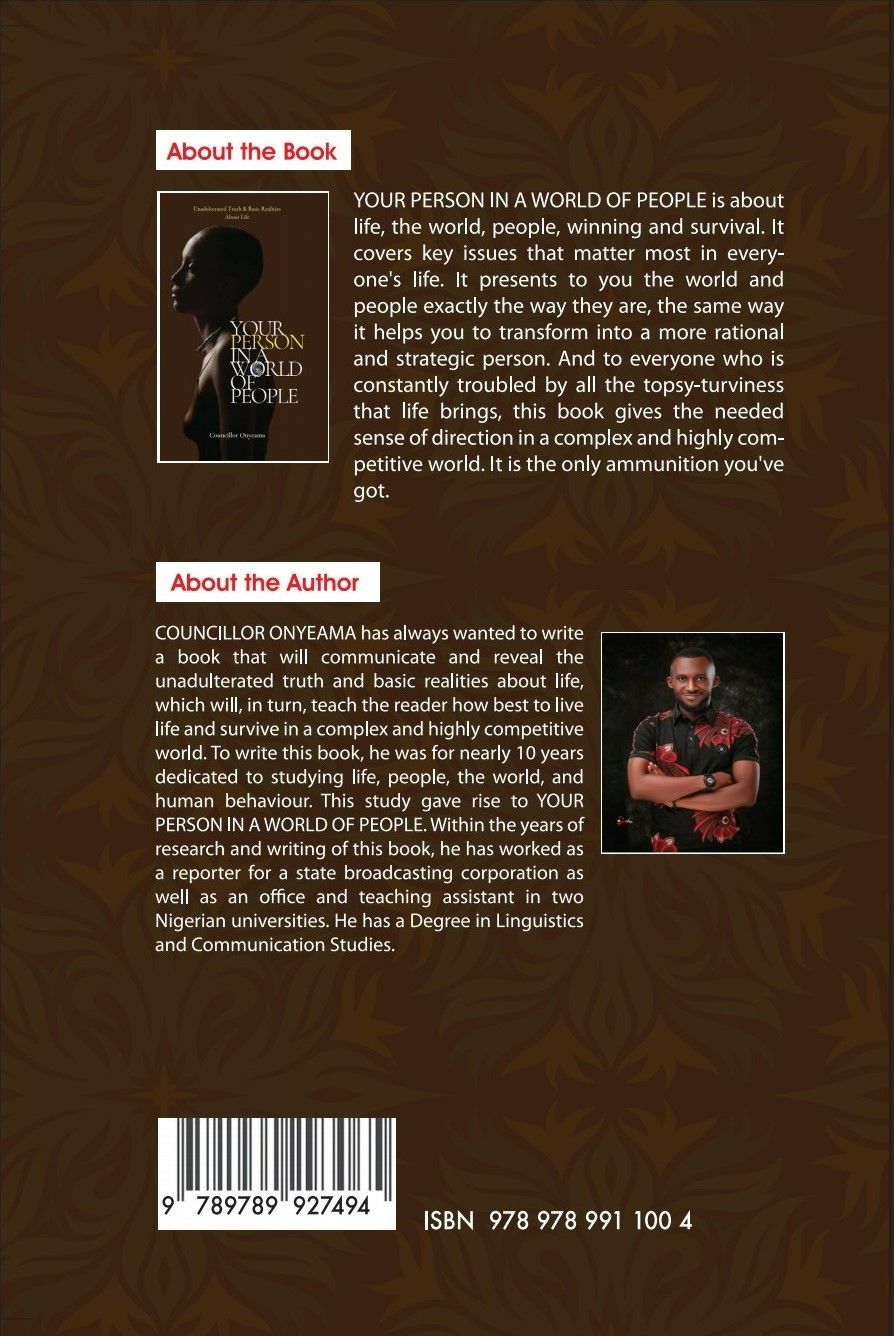 About the Book
Unadulterated Truth & Basic Realities
About Life
YOUR
PERSON
IN A
WORLD
OF
PEOPLE
Councillor Onyeama
YOUR PERSON IN A WORLD OF PEOPLE is about
life, the world, people, winning and survival. It
covers key issues that matter most in every-
one's life. It presents to you the world and
people exactly the way they are, the same way
it helps you to transform into a more rational
and strategic person. And to everyone who is
constantly troubled by all the topsy-turviness
that life brings, this book gives the needed
sense of direction in a complex and highly com-
petitive world. It is the only ammunition you've
got.
About the Author
COUNCILLOR ONYEAMA has always wanted to write
a book that will communicate and reveal the
unadulterated truth and basic realities about life,
which will, in turn, teach the reader how best to live
life and survive in a complex and highly competitive
world. To write this book, he was for nearly 10 years
dedicated to studying life, people, the world, and
human behaviour. This study gave rise to YOUR
PERSON IN A WORLD OF PEOPLE. Within the years of
research and writing of this book, he has worked as
a reporter for a state broadcasting corporation as
well as an office and teaching assistant in two
Nigerian universities. He has a Degree in Linguistics
and Communication Studies.
9 789789 927494
ISBN 978 978 991 100 4